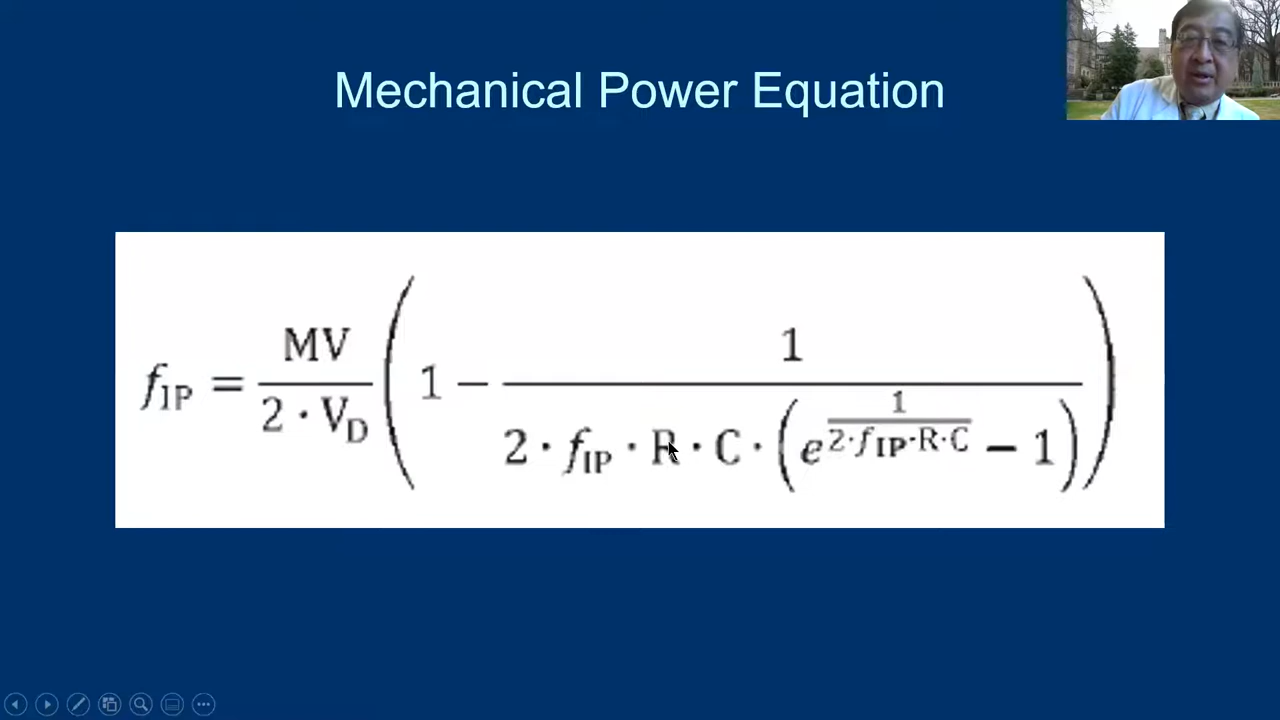 Mechanical Power Equation
f_IP = MV / (2 · V_D) ( 1 − 1 / (2 · f_IP · R · C · ( e^(1 / (2·f_IP·R·C)) − 1 ) ) )